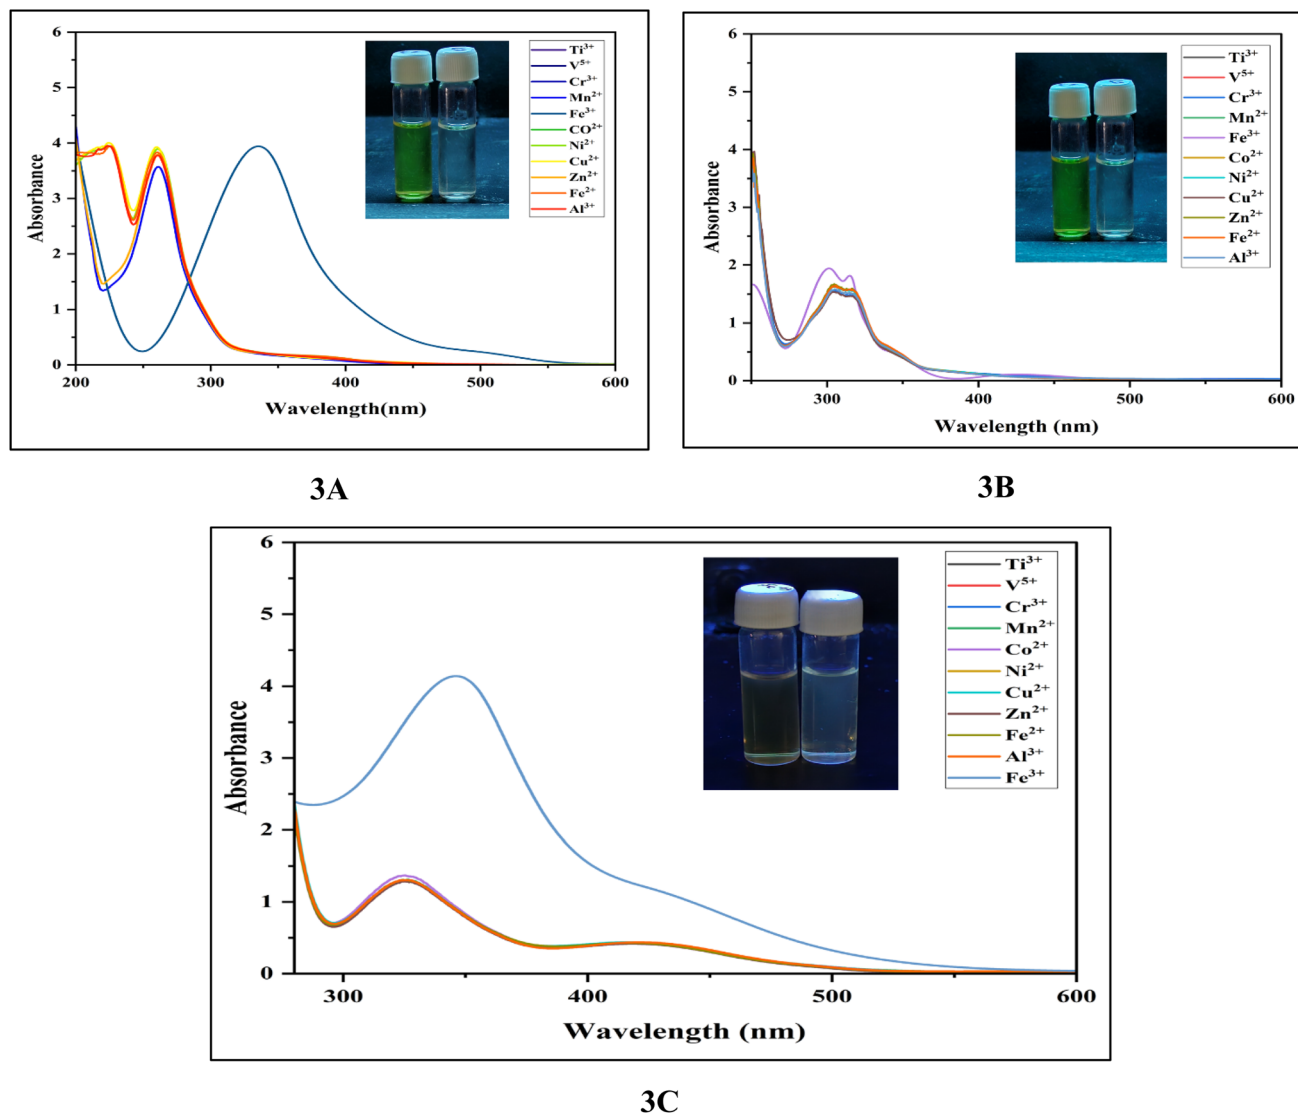 6
5
4
3
2
1
0
200
300
400
500
600
Absorbance
Wavelength(nm)
Ti³⁺
V⁵⁺
Cr³⁺
Mn²⁺
Fe³⁺
CO²⁺
Ni²⁺
Cu²⁺
Zn²⁺
Fe²⁺
Al³⁺
3A
6
5
4
3
2
1
0
300
400
500
600
Absorbance
Wavelength (nm)
Ti³⁺
V⁵⁺
Cr³⁺
Mn²⁺
Fe³⁺
Co²⁺
Ni²⁺
Cu²⁺
Zn²⁺
Fe²⁺
Al³⁺
3B
6
5
4
3
2
1
0
300
400
500
600
Absorbance
Wavelength (nm)
Ti³⁺
V⁵⁺
Cr³⁺
Mn²⁺
Co²⁺
Ni²⁺
Cu²⁺
Zn²⁺
Fe²⁺
Al³⁺
Fe³⁺
3C